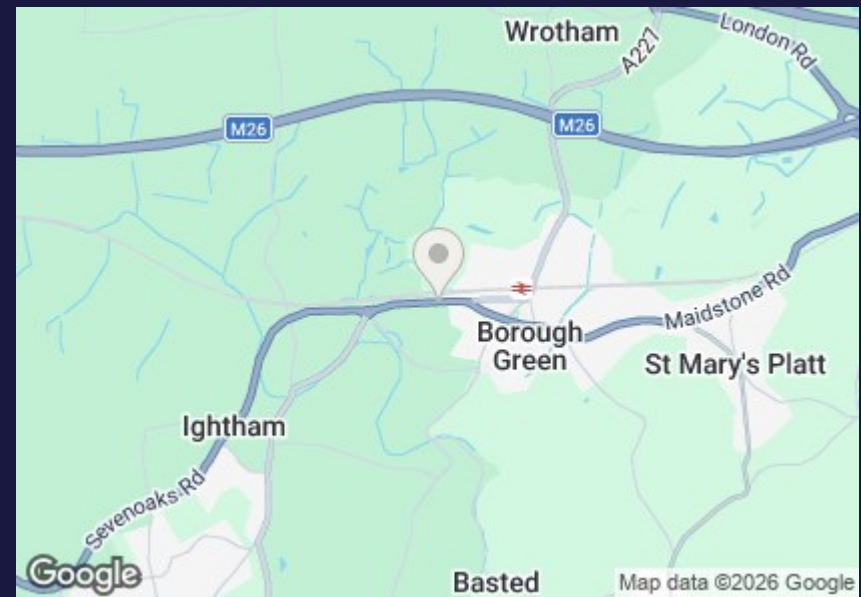 Wrotham
A227
London Rd
M26
M26
Maidstone Rd
Borough
Green
St Mary's Platt
Ightham
Sevenoaks Rd
Basted
Google
Map data ©2026 Google